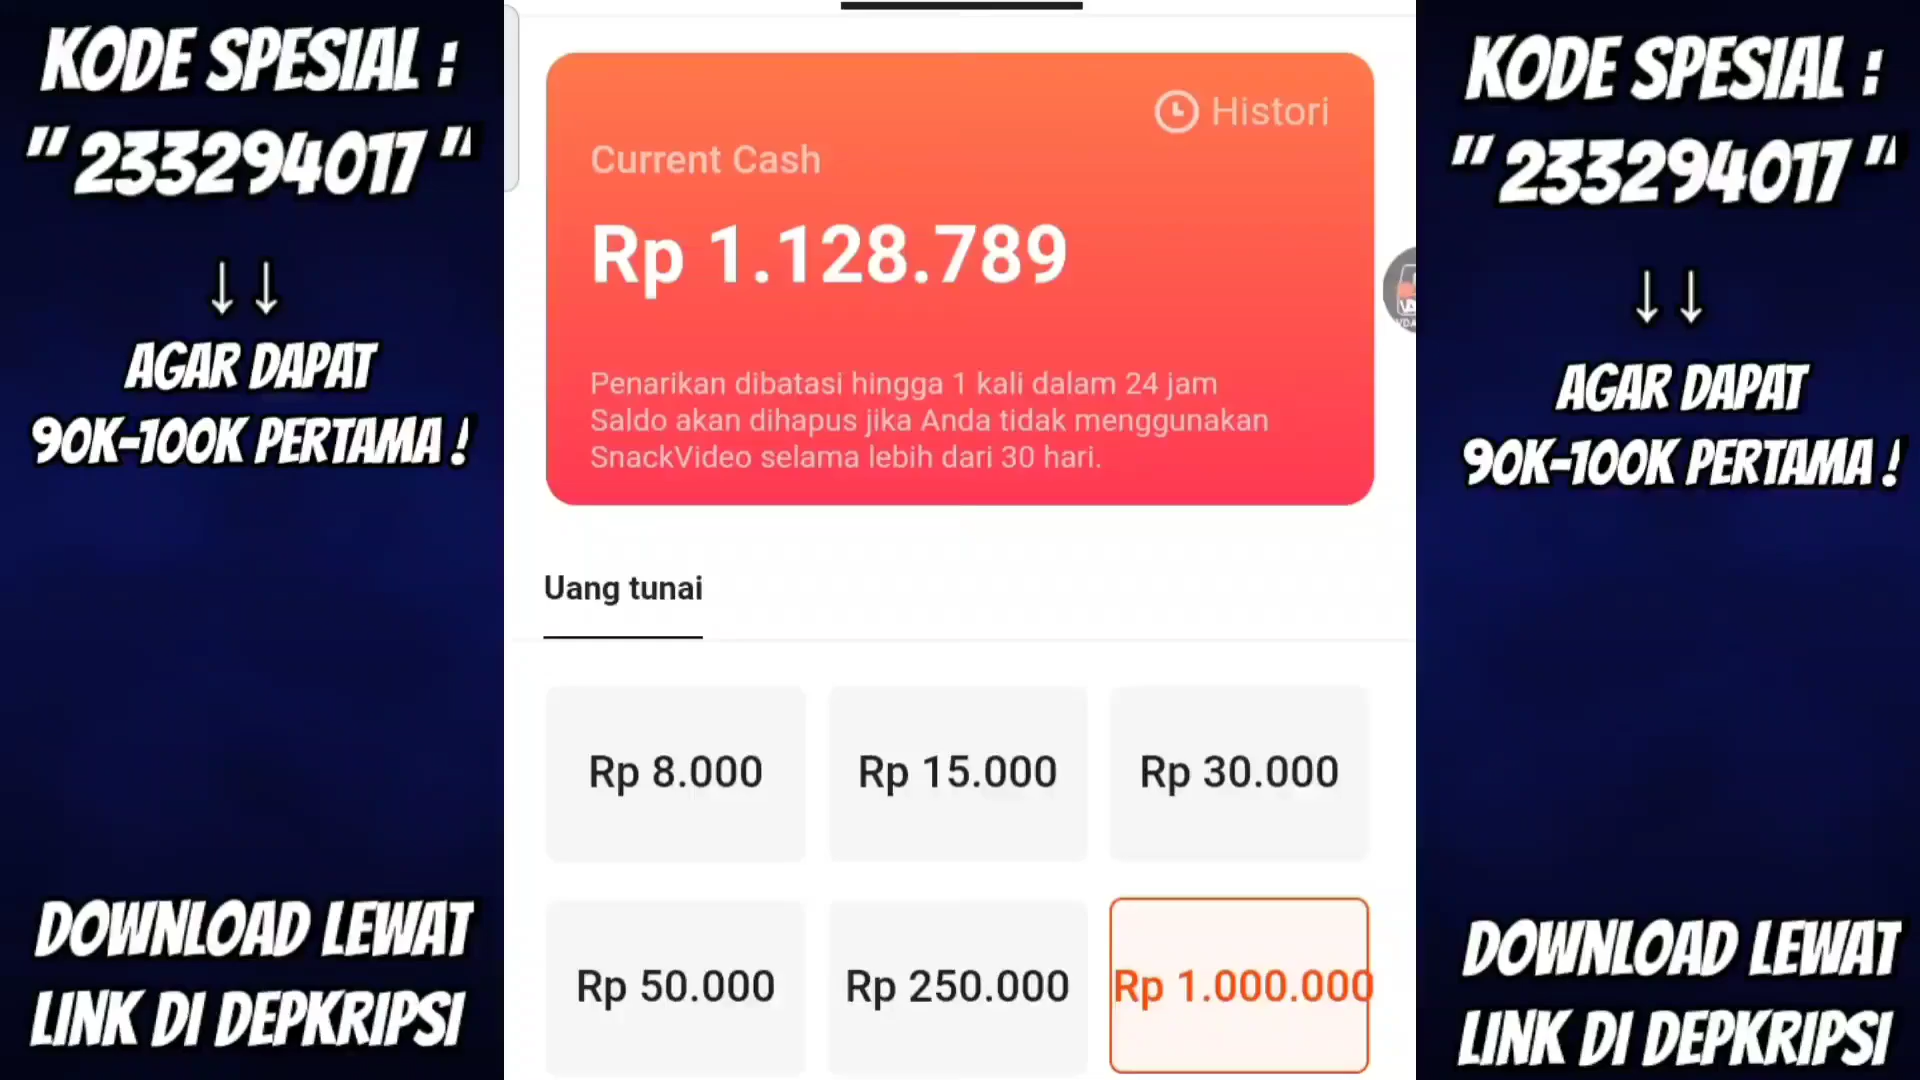 KODE SPESIAL :
" 233294017 "
↓↓
AGAR DAPAT
90K-100K PERTAMA !
DOWNLOAD LEWAT
LINK DI DEPKRIPSI
Histori
Current Cash
Rp 1.128.789
Penarikan dibatasi hingga 1 kali dalam 24 jam
Saldo akan dihapus jika Anda tidak menggunakan
SnackVideo selama lebih dari 30 hari.
Uang tunai
Rp 8.000
Rp 15.000
Rp 30.000
Rp 50.000
Rp 250.000
Rp 1.000.000
KODE SPESIAL :
" 233294017 "
↓↓
AGAR DAPAT
90K-100K PERTAMA !
DOWNLOAD LEWAT
LINK DI DEPKRIPSI